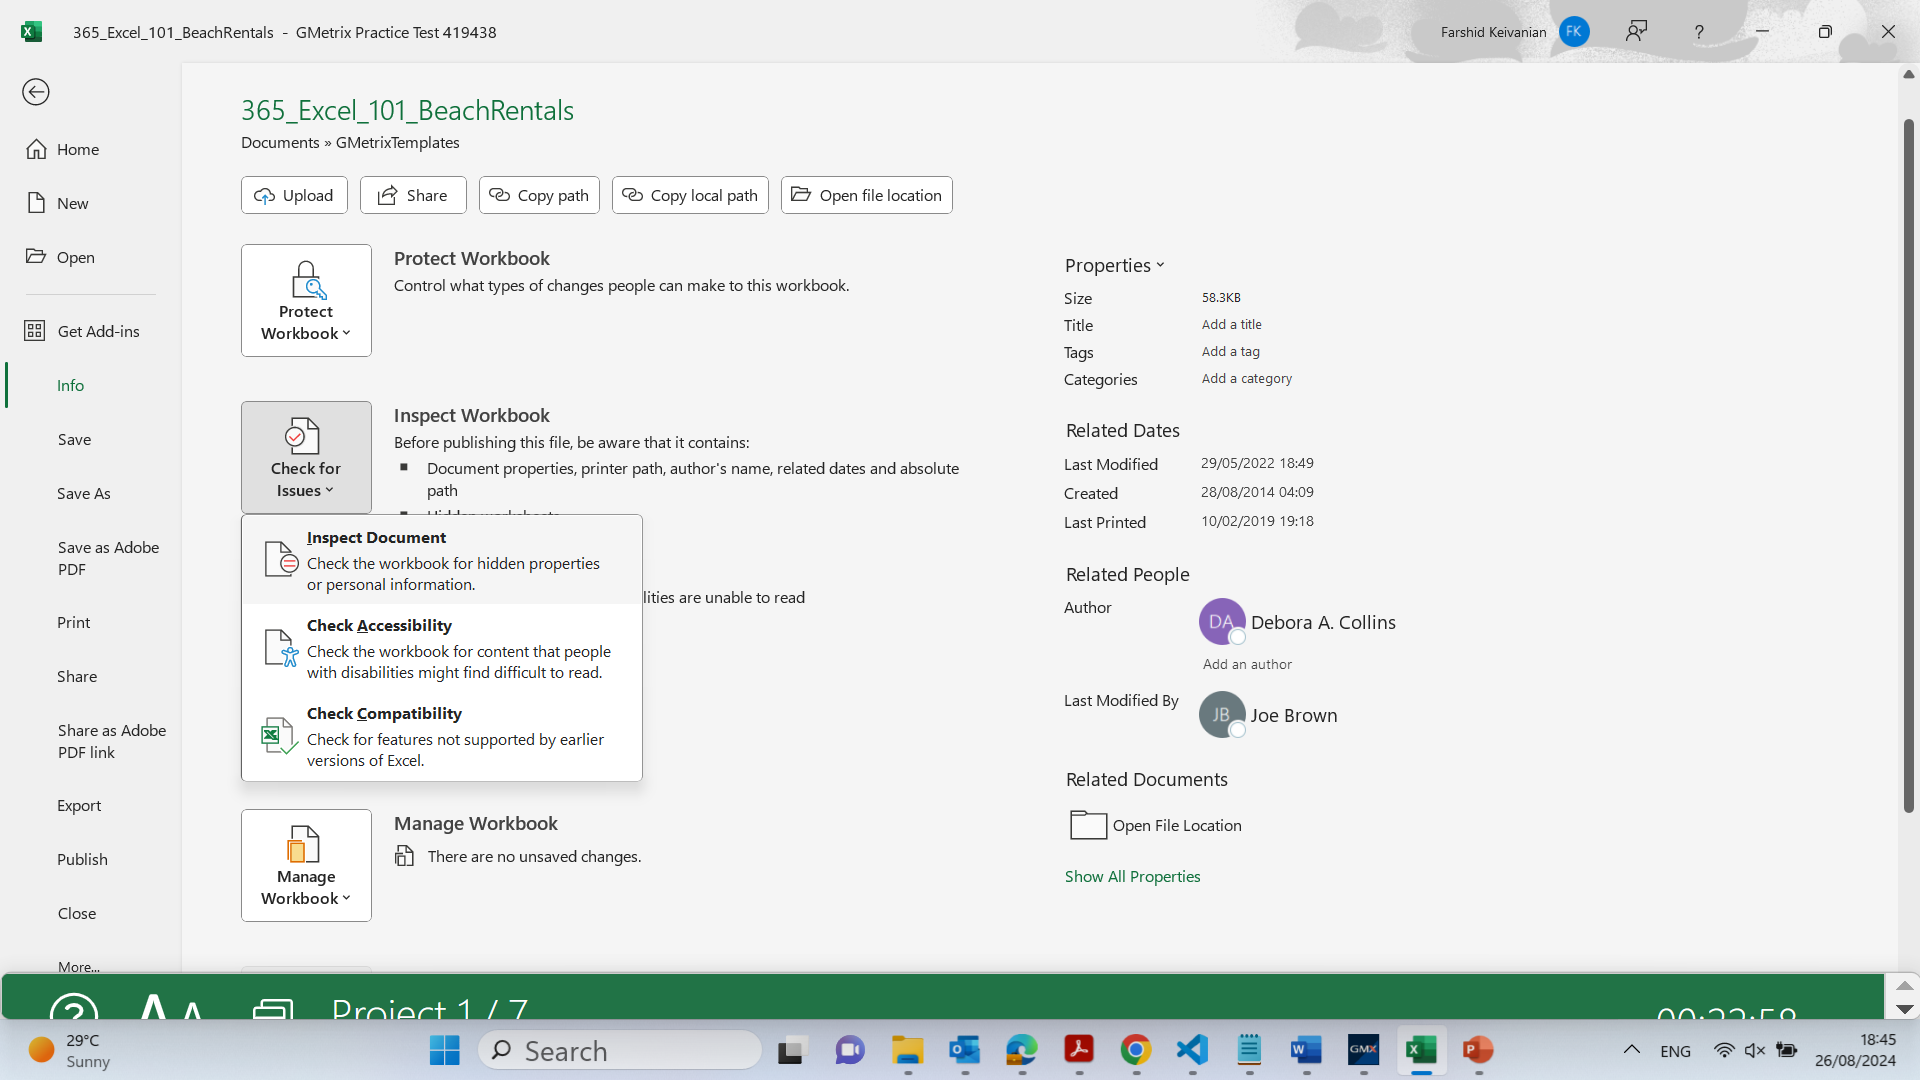 365_Excel_101_BeachRentals - GMetrix Practice Test 419438
Farshid Keivanian
FK
?
Home
New
Open
Get Add-ins
Info
Save
Save As
Save as Adobe
PDF
Print
Share
Share as Adobe
PDF link
Export
Publish
Close
More...
365_Excel_101_BeachRentals
Documents » GMetrixTemplates
Upload
Share
Copy path
Copy local path
Open file location
Protect
Workbook
Protect Workbook
Control what types of changes people can make to this workbook.
Check for
Issues
Inspect Workbook
Before publishing this file, be aware that it contains:
Document properties, printer path, author's name, related dates and absolute
path
Hidden worksheets
lities are unable to read
Inspect Document
Check the workbook for hidden properties
or personal information.
Check Accessibility
Check the workbook for content that people
with disabilities might find difficult to read.
Check Compatibility
Check for features not supported by earlier
versions of Excel.
Manage
Workbook
Manage Workbook
There are no unsaved changes.
Properties
Size 58.3KB
Title Add a title
Tags Add a tag
Categories Add a category
Related Dates
Last Modified 29/05/2022 18:49
Created 28/08/2014 04:09
Last Printed 10/02/2019 19:18
Related People
Author
DA
Debora A. Collins
Add an author
Last Modified By
JB
Joe Brown
Related Documents
Open File Location
Show All Properties
? AA
Project 1 / 7
00:32:58
29°C
Sunny
Search
GMX
ENG
18:45
26/08/2024